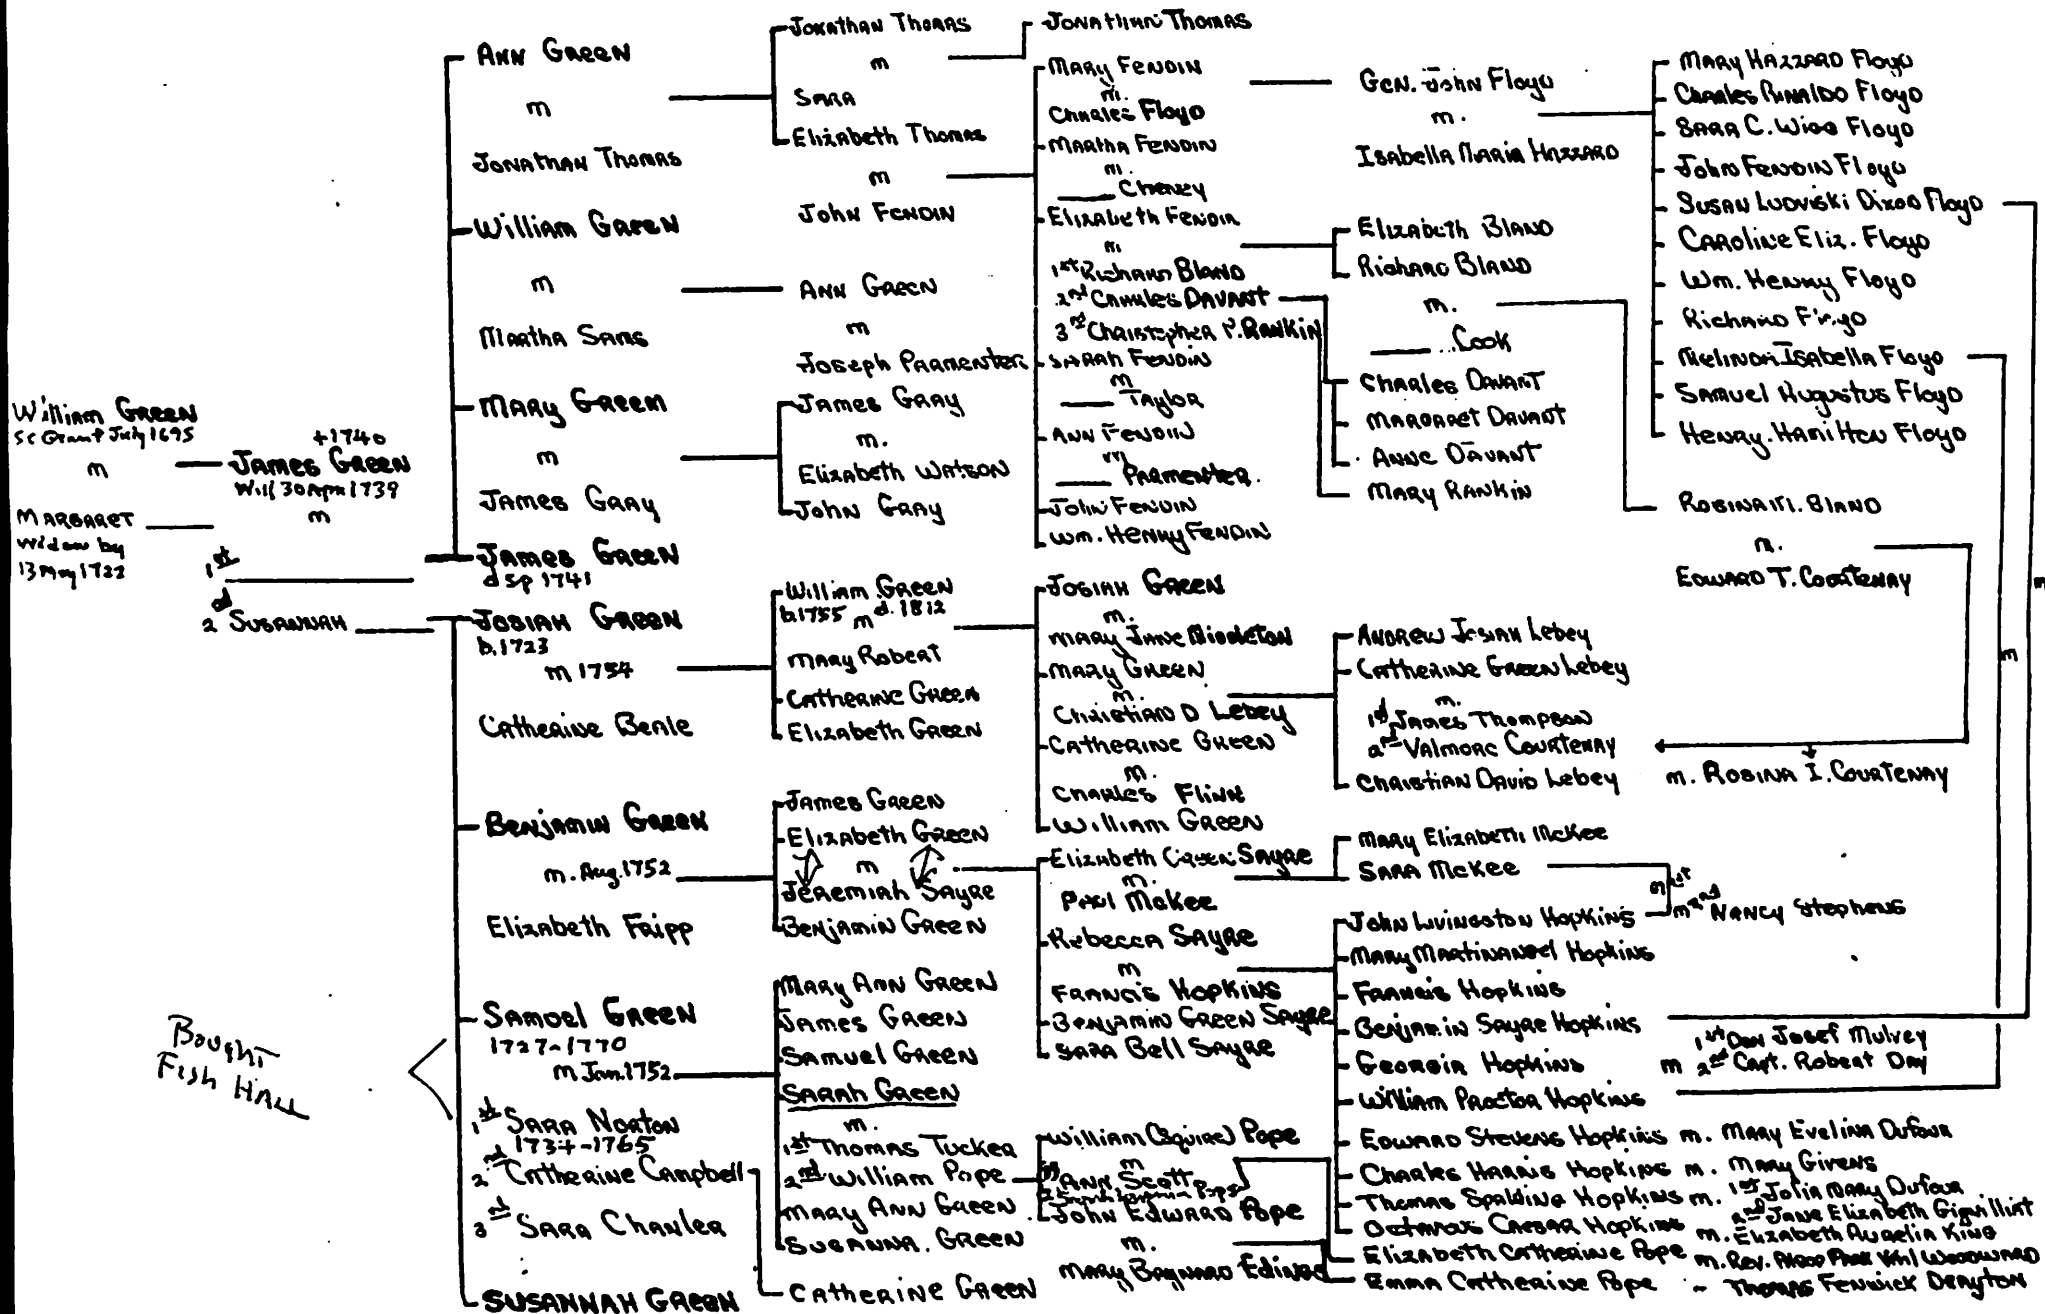 William Green
SC Grant July 1695
m
Margaret
widow by
13 May 1722
+1740
James Green
Will 30 Apr 1739
m
1st
2nd Susannah
Ann Green
m
Jonathan Thomas
William Green
m
Martha Sams
Mary Green
m
James Gray
James Green
d sp 1741
Josiah Green
b. 1723
m 1754
Catherine Beale
Benjamin Green
m. Aug. 1752
Elizabeth Fripp
Samuel Green
1727-1770
m Jan. 1752
1st Sara Norton
1734-1765
2nd Catherine Campbell
3rd Sara Chanler
Susannah Green
Bought
Fish Hall
Jonathan Thomas
m
Sara
Elizabeth Thomas
m
John Fendin
Ann Green
m
Joseph Parmenter
James Gray
m.
Elizabeth Watson
John Gray
William Green
b. 1755 m d. 1812
Mary Robert
Catherine Green
Elizabeth Green
James Green
Elizabeth Green
m
Jeremiah Sayre
Benjamin Green
Mary Ann Green
James Green
Samuel Green
Sarah Green
m.
1st Thomas Tucker
2nd William Pope
Mary Ann Green
Susanna. Green
Catherine Green
Jonathan Thomas
Mary Fendin
m.
Charles Floyd
Martha Fendin
m.
Cheney
Elizabeth Fendin
m
1st Richard Bland
2nd Charles Davant
3rd Christopher P. Rankin
Sarah Fendin
m
Taylor
Ann Fendin
m
Parmenter.
John Fendin
Wm. Henry Fendin
Josiah Green
m.
Mary Jane Middleton
Mary Green
m.
Christian D Lebey
Catherine Green
m.
Charles Flinn
William Green
Elizabeth Green Sayre
m.
Paul McKee
Rebecca Sayre
m
Francis Hopkins
Benjamin Green Sayre
Sara Bell Sayre
William (Squire) Pope
m
Ann Scott
John Edward Pope
m.
Mary Baynard Edings
Gen. John Floyd
m.
Isabella Maria Hazzard
Elizabeth Bland
Richard Bland
m.
Cook
Charles Davant
Margaret Davant
Anne Davant
Mary Rankin
Andrew Josiah Lebey
Catherine Green Lebey
m.
1st James Thompson
2nd Valmore Courtenay
Christian David Lebey
m. Robina I. Courtenay
Mary Elizabeth McKee
Sara McKee
m 1st
John Livingston Hopkins m 2nd Nancy Stephens
Mary Martinangel Hopkins
Francis Hopkins
Benjamin Sayre Hopkins
Georgia Hopkins m 1st Don Josef Mulvey
2nd Capt. Robert Day
William Proctor Hopkins
Edward Stevens Hopkins m. Mary Evelina Dufour
Charles Harris Hopkins m. Mary Givens
Thomas Spalding Hopkins m. 1st Julia Mary Dufour
2nd Jane Elizabeth Gignilliat
Octavous Caesar Hopkins m. Elizabeth Aurelia King
Elizabeth Catherine Pope m. Rev. Woodward
Emma Catherine Pope - Thomas Fenwick Drayton
Mary Hazzard Floyd
Charles Rinaldo Floyd
Sara C. Wigg Floyd
John Fendin Floyd
Susan Ludviski Dixon Floyd
Caroline Eliz. Floyd
Wm. Henry Floyd
Richard Floyd
Melinda Isabella Floyd
Samuel Augustus Floyd
Henry. Hamilton Floyd
Robina M. Bland
m.
Edward T. Courtenay
m
m